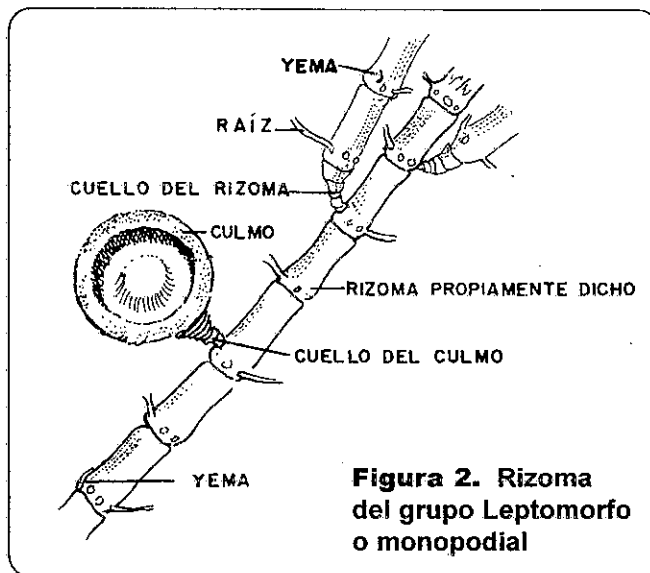 YEMA
RAÍZ
CUELLO DEL RIZOMA
CULMO
RIZOMA PROPIAMENTE DICHO
CUELLO DEL CULMO
YEMA
Figura 2. Rizoma
del grupo Leptomorfo
o monopodial